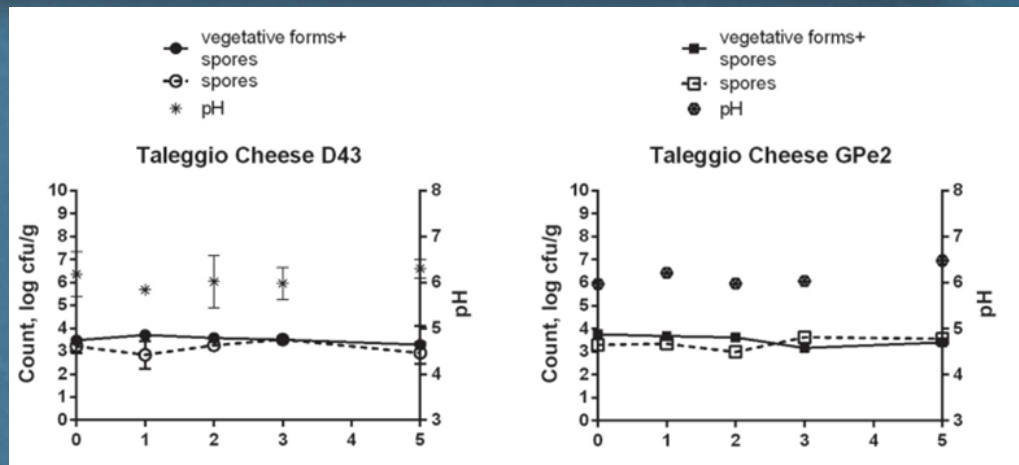 vegetative forms+
spores
spores
pH
Taleggio Cheese D43
Count, log cfu/g
10
9
8
7
6
5
4
3
2
1
0
8
7
6
5
4
3
pH
0 1 2 3 4 5
vegetative forms+
spores
spores
pH
Taleggio Cheese GPe2
Count, log cfu/g
10
9
8
7
6
5
4
3
2
1
0
8
7
6
5
4
3
pH
0 1 2 3 4 5